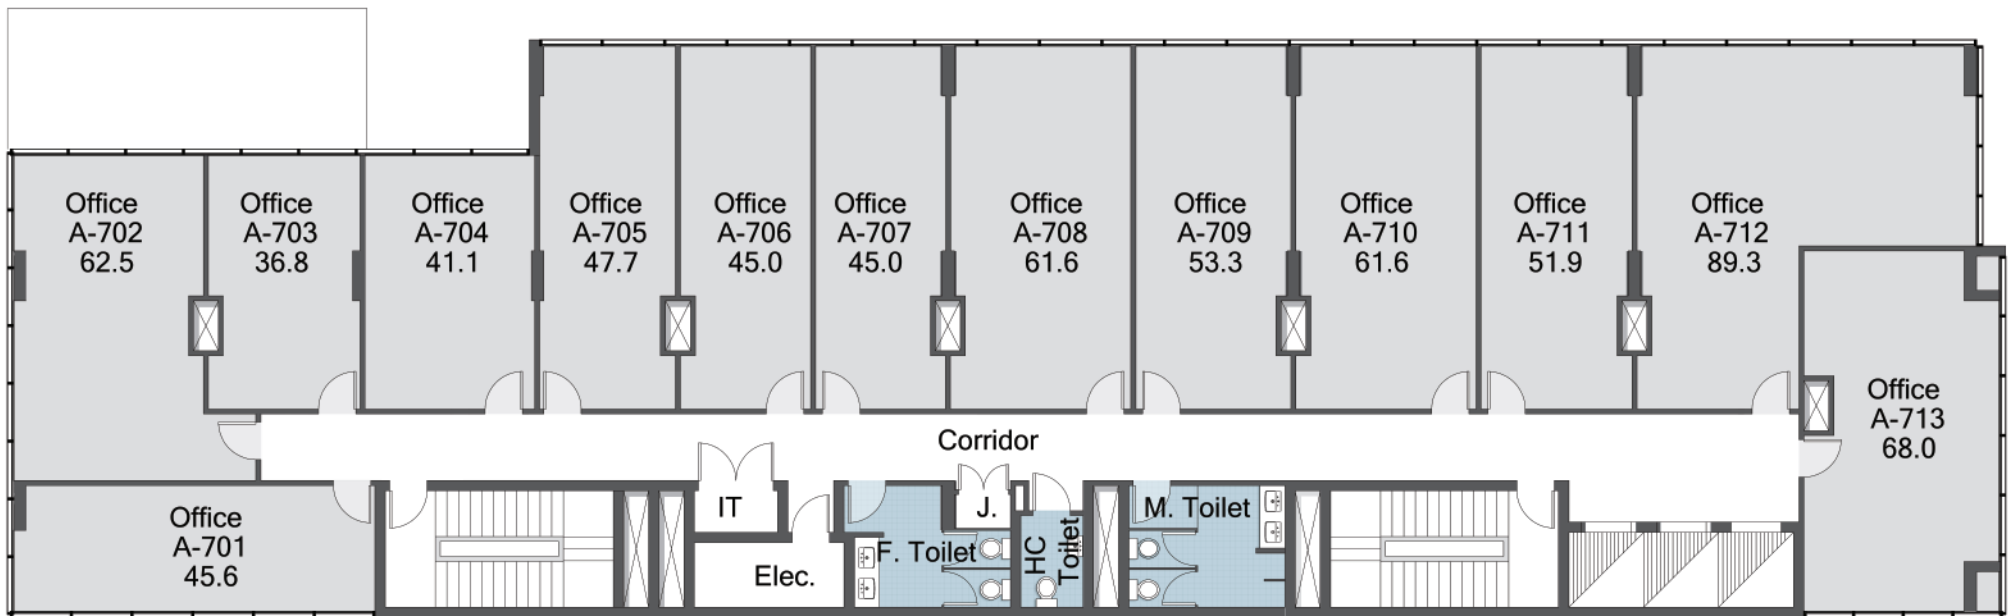 Office
A-702
62.5
Office
A-703
36.8
Office
A-704
41.1
Office
A-705
47.7
Office
A-706
45.0
Office
A-707
45.0
Office
A-708
61.6
Office
A-709
53.3
Office
A-710
61.6
Office
A-711
51.9
Office
A-712
89.3
Office
A-713
68.0
Corridor
Office
A-701
45.6
IT
Elec.
F. Toilet
J.
HC
Toilet
M. Toilet